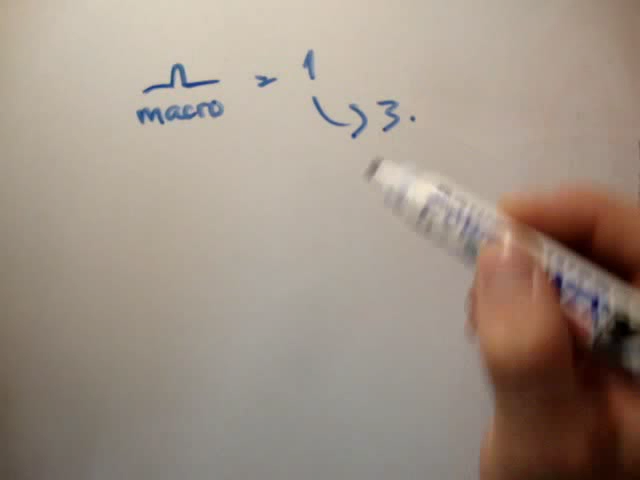 Ω = 1
macro
3.